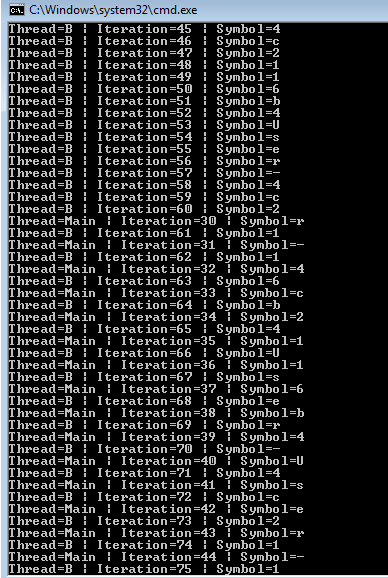 C:\Windows\system32\cmd.exe
Thread=B ¦ Iteration=45 ¦ Symbol=4
Thread=B ¦ Iteration=46 ¦ Symbol=c
Thread=B ¦ Iteration=47 ¦ Symbol=2
Thread=B ¦ Iteration=48 ¦ Symbol=1
Thread=B ¦ Iteration=49 ¦ Symbol=1
Thread=B ¦ Iteration=50 ¦ Symbol=6
Thread=B ¦ Iteration=51 ¦ Symbol=b
Thread=B ¦ Iteration=52 ¦ Symbol=4
Thread=B ¦ Iteration=53 ¦ Symbol=U
Thread=B ¦ Iteration=54 ¦ Symbol=s
Thread=B ¦ Iteration=55 ¦ Symbol=e
Thread=B ¦ Iteration=56 ¦ Symbol=r
Thread=B ¦ Iteration=57 ¦ Symbol=-
Thread=B ¦ Iteration=58 ¦ Symbol=4
Thread=B ¦ Iteration=59 ¦ Symbol=c
Thread=B ¦ Iteration=60 ¦ Symbol=2
Thread=Main ¦ Iteration=30 ¦ Symbol=r
Thread=B ¦ Iteration=61 ¦ Symbol=1
Thread=Main ¦ Iteration=31 ¦ Symbol=-
Thread=B ¦ Iteration=62 ¦ Symbol=1
Thread=Main ¦ Iteration=32 ¦ Symbol=4
Thread=B ¦ Iteration=63 ¦ Symbol=6
Thread=Main ¦ Iteration=33 ¦ Symbol=c
Thread=B ¦ Iteration=64 ¦ Symbol=b
Thread=Main ¦ Iteration=34 ¦ Symbol=2
Thread=B ¦ Iteration=65 ¦ Symbol=4
Thread=Main ¦ Iteration=35 ¦ Symbol=1
Thread=B ¦ Iteration=66 ¦ Symbol=U
Thread=Main ¦ Iteration=36 ¦ Symbol=1
Thread=B ¦ Iteration=67 ¦ Symbol=s
Thread=Main ¦ Iteration=37 ¦ Symbol=6
Thread=B ¦ Iteration=68 ¦ Symbol=e
Thread=Main ¦ Iteration=38 ¦ Symbol=b
Thread=B ¦ Iteration=69 ¦ Symbol=r
Thread=Main ¦ Iteration=39 ¦ Symbol=4
Thread=B ¦ Iteration=70 ¦ Symbol=-
Thread=Main ¦ Iteration=40 ¦ Symbol=U
Thread=B ¦ Iteration=71 ¦ Symbol=4
Thread=Main ¦ Iteration=41 ¦ Symbol=s
Thread=B ¦ Iteration=72 ¦ Symbol=c
Thread=Main ¦ Iteration=42 ¦ Symbol=e
Thread=B ¦ Iteration=73 ¦ Symbol=2
Thread=Main ¦ Iteration=43 ¦ Symbol=r
Thread=B ¦ Iteration=74 ¦ Symbol=1
Thread=Main ¦ Iteration=44 ¦ Symbol=-
Thread=B ¦ Iteration=75 ¦ Symbol=1